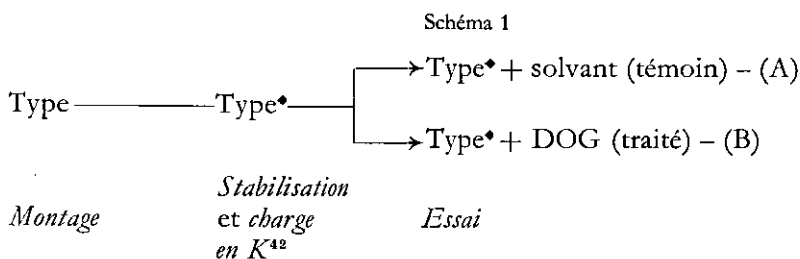 Schéma 1
Type♦ + solvant (témoin) – (A)
Type Type♦
Type♦ + DOG (traité) – (B)
Stabilisation
Montage et charge Essai
en K⁴²